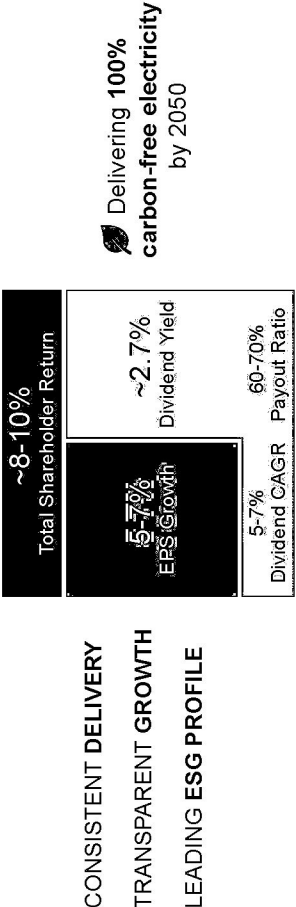 CONSISTENT DELIVERY
TRANSPARENT GROWTH
LEADING ESG PROFILE
~8-10%
Total Shareholder Return
5-7%
EPS Growth
~2.7%
Dividend Yield
5-7%
Dividend CAGR
60-70%
Payout Ratio
Delivering 100%
carbon-free electricity
by 2050